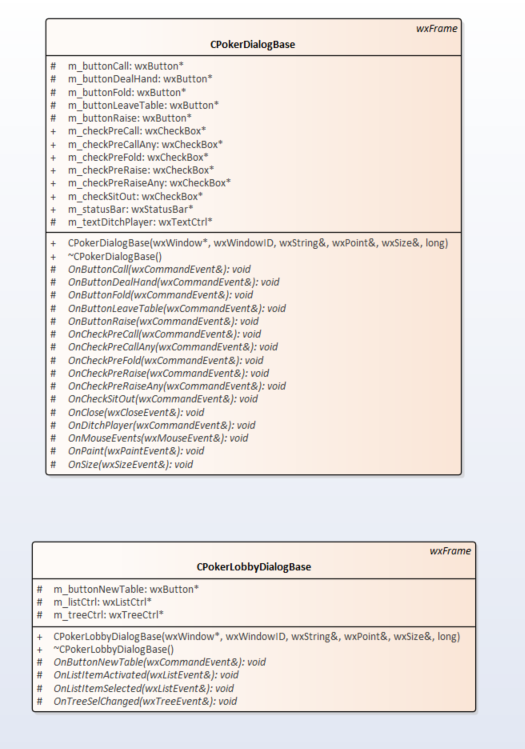 wxFrame
CPokerDialogBase
# m_buttonCall: wxButton*
# m_buttonDealHand: wxButton*
# m_buttonFold: wxButton*
# m_buttonLeaveTable: wxButton*
# m_buttonRaise: wxButton*
+ m_checkPreCall: wxCheckBox*
+ m_checkPreCallAny: wxCheckBox*
+ m_checkPreFold: wxCheckBox*
+ m_checkPreRaise: wxCheckBox*
+ m_checkPreRaiseAny: wxCheckBox*
+ m_checkSitOut: wxCheckBox*
+ m_statusBar: wxStatusBar*
# m_textDitchPlayer: wxTextCtrl*
+ CPokerDialogBase(wxWindow*, wxWindowID, wxString&, wxPoint&, wxSize&, long)
+ ~CPokerDialogBase()
# OnButtonCall(wxCommandEvent&): void
# OnButtonDealHand(wxCommandEvent&): void
# OnButtonFold(wxCommandEvent&): void
# OnButtonLeaveTable(wxCommandEvent&): void
# OnButtonRaise(wxCommandEvent&): void
# OnCheckPreCall(wxCommandEvent&): void
# OnCheckPreCallAny(wxCommandEvent&): void
# OnCheckPreFold(wxCommandEvent&): void
# OnCheckPreRaise(wxCommandEvent&): void
# OnCheckPreRaiseAny(wxCommandEvent&): void
# OnCheckSitOut(wxCommandEvent&): void
# OnClose(wxCloseEvent&): void
# OnDitchPlayer(wxCommandEvent&): void
# OnMouseEvents(wxMouseEvent&): void
# OnPaint(wxPaintEvent&): void
# OnSize(wxSizeEvent&): void
wxFrame
CPokerLobbyDialogBase
# m_buttonNewTable: wxButton*
# m_listCtrl: wxListCtrl*
# m_treeCtrl: wxTreeCtrl*
+ CPokerLobbyDialogBase(wxWindow*, wxWindowID, wxString&, wxPoint&, wxSize&, long)
+ ~CPokerLobbyDialogBase()
# OnButtonNewTable(wxCommandEvent&): void
# OnListItemActivated(wxListEvent&): void
# OnListItemSelected(wxListEvent&): void
# OnTreeSelChanged(wxTreeEvent&): void